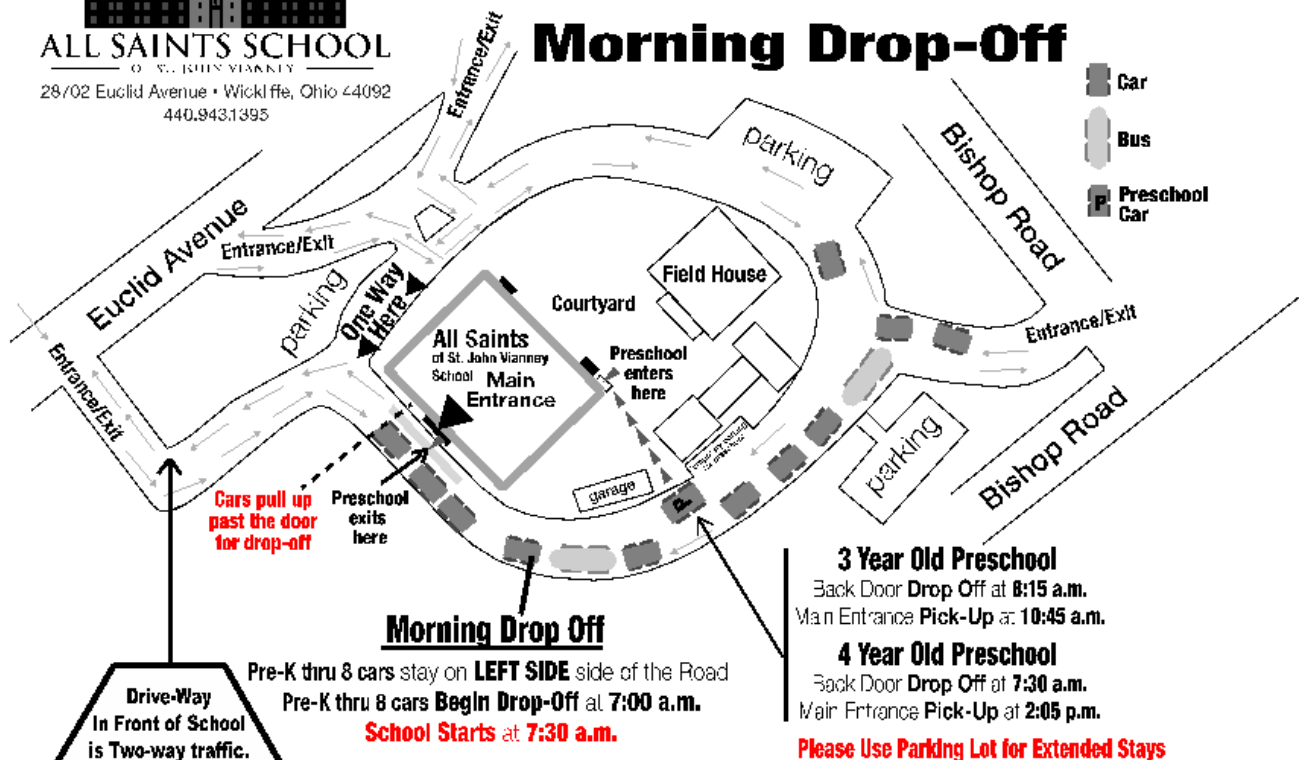 ALL SAINTS SCHOOL
OF ST. JOHN VIANNEY
28702 Euclid Avenue • Wickliffe, Ohio 44092
440.943.1395
Morning Drop-Off
Car
Bus
P
Preschool
Car
Entrance/Exit
parking
Bishop Road
Euclid Avenue
Entrance/Exit
parking
One Way
Here
Field House
Courtyard
All Saints
of St. John Vianney
School
Main
Entrance
Preschool
enters
here
Entrance/Exit
Entrance/Exit
parking
Bishop Road
garage
P
Cars pull up
past the door
for drop-off
Preschool
exits
here
Morning Drop Off
Pre-K thru 8 cars stay on LEFT SIDE side of the Road
Pre-K thru 8 cars Begin Drop-Off at 7:00 a.m.
School Starts at 7:30 a.m.
3 Year Old Preschool
Back Door Drop Off at 8:15 a.m.
Main Entrance Pick-Up at 10:45 a.m.
4 Year Old Preschool
Back Door Drop Off at 7:30 a.m.
Main Entrance Pick-Up at 2:05 p.m.
Please Use Parking Lot for Extended Stays
Drive-Way
In Front of School
is Two-way traffic.